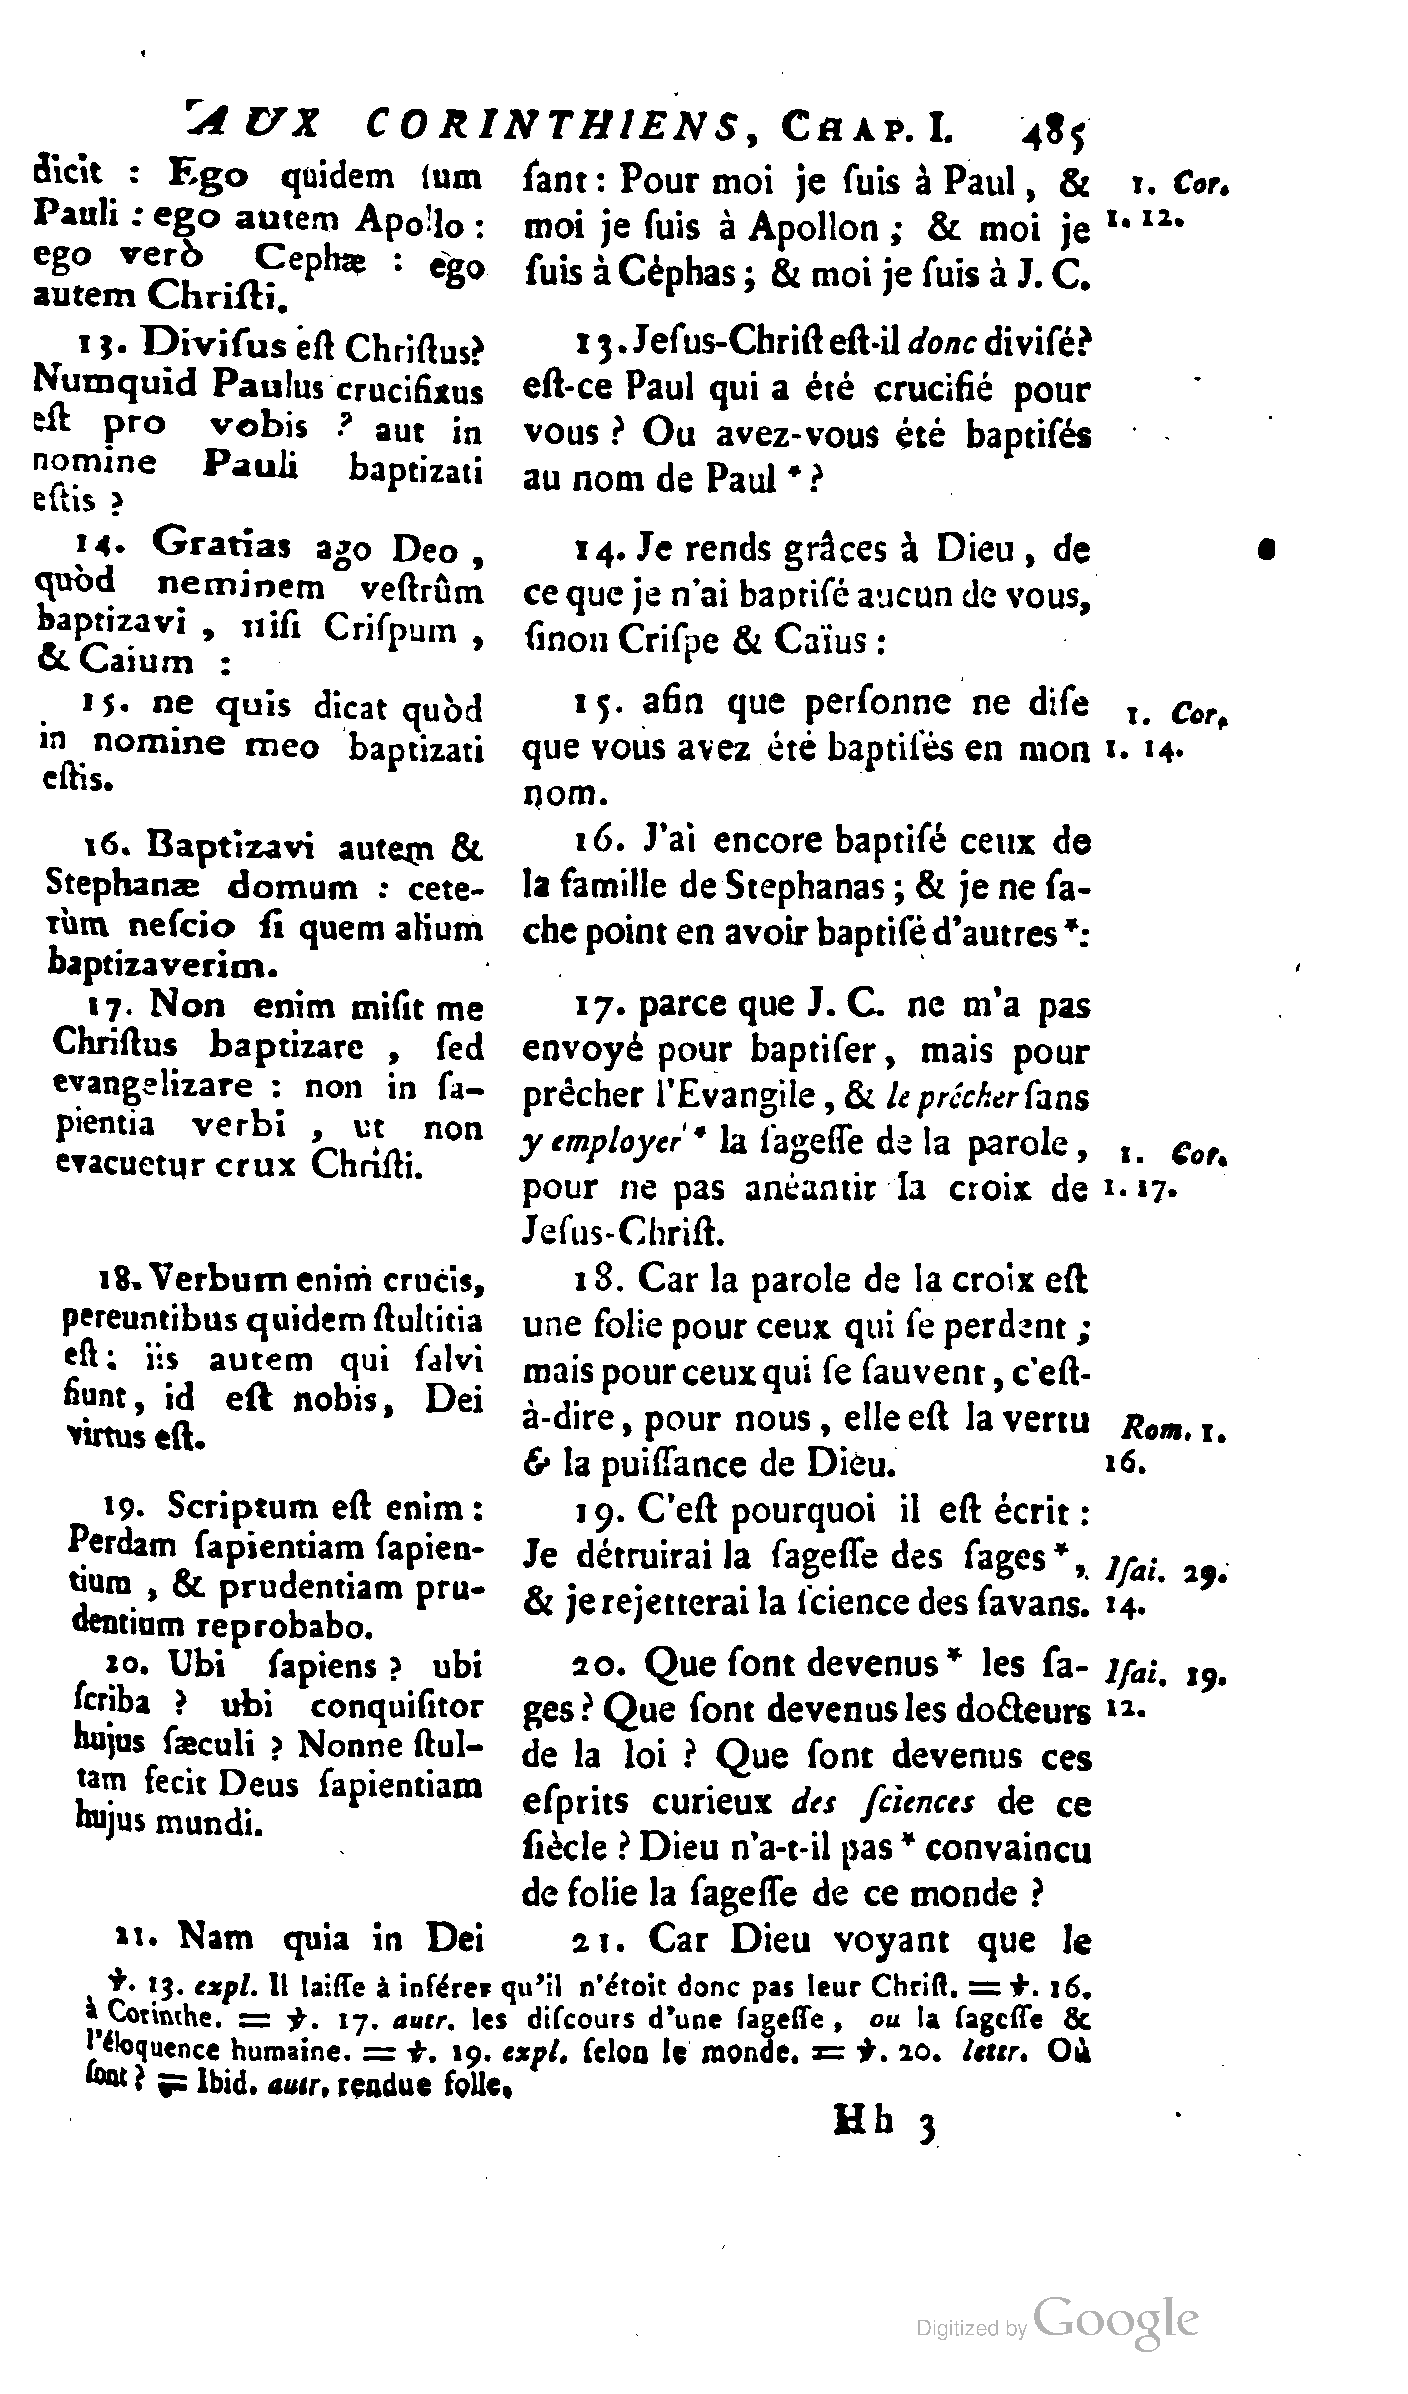 AUX CORINTHIENS, CHAP. I. 485
dicit : Ego quidem ſum
Pauli : ego autem Apollo :
ego verò Cephæ : ego
autem Chriſti.
13. Diviſus eſt Chriſtus?
Numquid Paulus crucifixus
eſt pro vobis ? aut in
nomine Pauli baptizati
eſtis ?
14. Gratias ago Deo ,
quòd neminem veſtrûm
baptizavi , niſi Criſpum ,
& Caium :
15. ne quis dicat quòd
in nomine meo baptizati
eſtis.
16. Baptizavi autem &
Stephanæ domum : cete-
rùm neſcio ſi quem alium
baptizaverim.
17. Non enim miſit me
Chriſtus baptizare , ſed
evangelizare : non in ſa-
pientia verbi , ut non
evacuetur crux Chriſti.
18. Verbum enim crucis,
pereuntibus quidem ſtultitia
eſt ; iis autem qui ſalvi
fiunt, id eſt nobis, Dei
virtus eſt.
19. Scriptum eſt enim :
Perdam ſapientiam ſapien-
tium , & prudentiam pru-
dentium reprobabo.
20. Ubi ſapiens ? ubi
ſcriba ? ubi conquiſitor
hujus ſæculi ? Nonne ſtul-
tam fecit Deus ſapientiam
hujus mundi.
21. Nam quia in Dei
ſant : Pour moi je ſuis à Paul, &
moi je ſuis à Apollon ; & moi je
ſuis à Céphas ; & moi je ſuis à J. C.
13. Jeſus-Chriſt eſt-il donc diviſé?
eſt-ce Paul qui a été crucifié pour
vous ? Ou avez-vous été baptiſés
au nom de Paul * ?
14. Je rends grâces à Dieu, de
ce que je n'ai baptiſé aucun de vous,
ſinon Criſpe & Caïus :
15. afin que perſonne ne diſe
que vous avez été baptiſés en mon
nom.
16. J'ai encore baptiſé ceux de
la famille de Stephanas ; & je ne ſa-
che point en avoir baptiſé d'autres * :
17. parce que J. C. ne m'a pas
envoyé pour baptiſer, mais pour
prêcher l'Evangile, & le prêcher ſans
y employer * la ſageſſe de la parole,
pour ne pas anéantir la croix de
Jeſus-Chriſt.
18. Car la parole de la croix eſt
une folie pour ceux qui ſe perdent ;
mais pour ceux qui ſe ſauvent, c'eſt-
à-dire, pour nous, elle eſt la vertu
& la puiſſance de Dieu.
19. C'eſt pourquoi il eſt écrit :
Je détruirai la ſageſſe des ſages *,
& je rejetterai la ſcience des ſavans.
20. Que ſont devenus * les ſa-
ges ? Que ſont devenus les docteurs
de la loi ? Que ſont devenus ces
eſprits curieux des ſciences de ce
ſiècle ? Dieu n'a-t-il pas * convaincu
de folie la ſageſſe de ce monde ?
21. Car Dieu voyant que le
1. Cor.
1. 12.
1. Cor.
1. 14.
1. Cor.
1. 17.
Rom. 1.
16.
Iſai. 29.
14.
Iſai. 19.
12.
℣. 13. expl. Il laiſſe à inférer qu'il n'étoit donc pas leur Chriſt. = ℣. 16.
à Corinthe. = ℣. 17. autr. les diſcours d'une ſageſſe, ou la ſageſſe &
l'éloquence humaine. = ℣. 19. expl. ſelon le monde. = ℣. 20. lettr. Où
ſont ? = Ibid. autr. rendue folle.
Hh 3
Digitized by Google